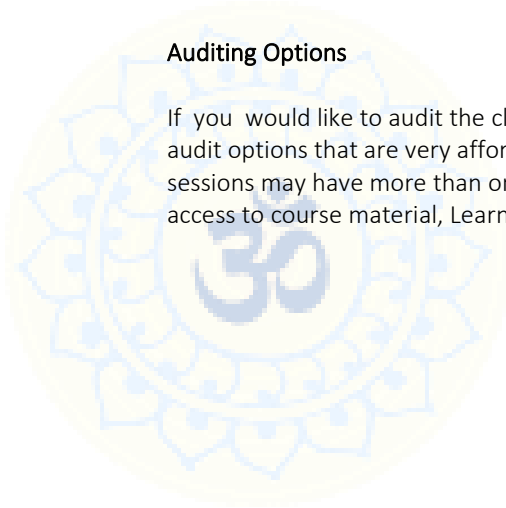 Auditing Options
If you would like to audit the
audit options that are very
sessions may have more than
access to course material,
ॐ